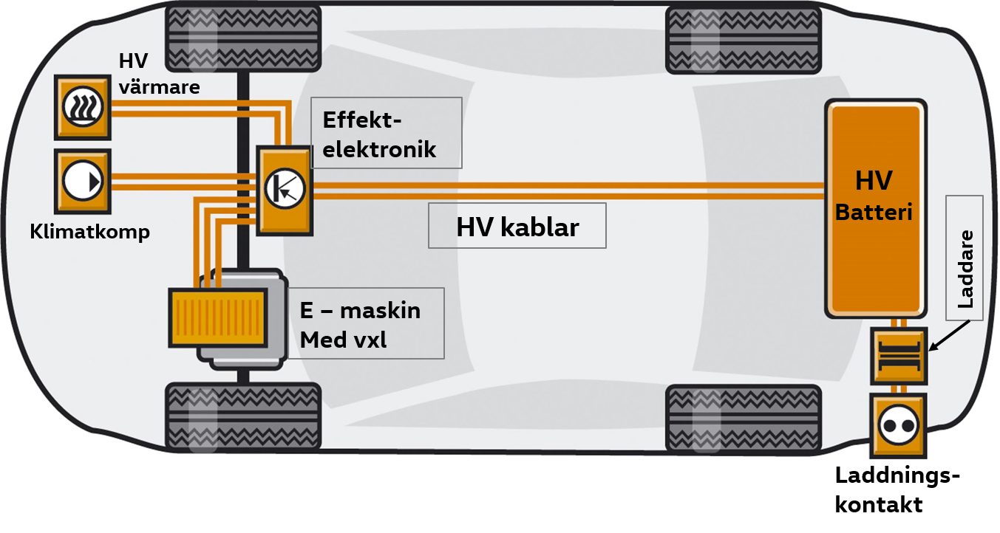 HV
värmare
Effekt-
elektronik
HV
Batteri
Klimatkomp
HV kablar
Laddare
E – maskin
Med vxl
Laddnings-
kontakt